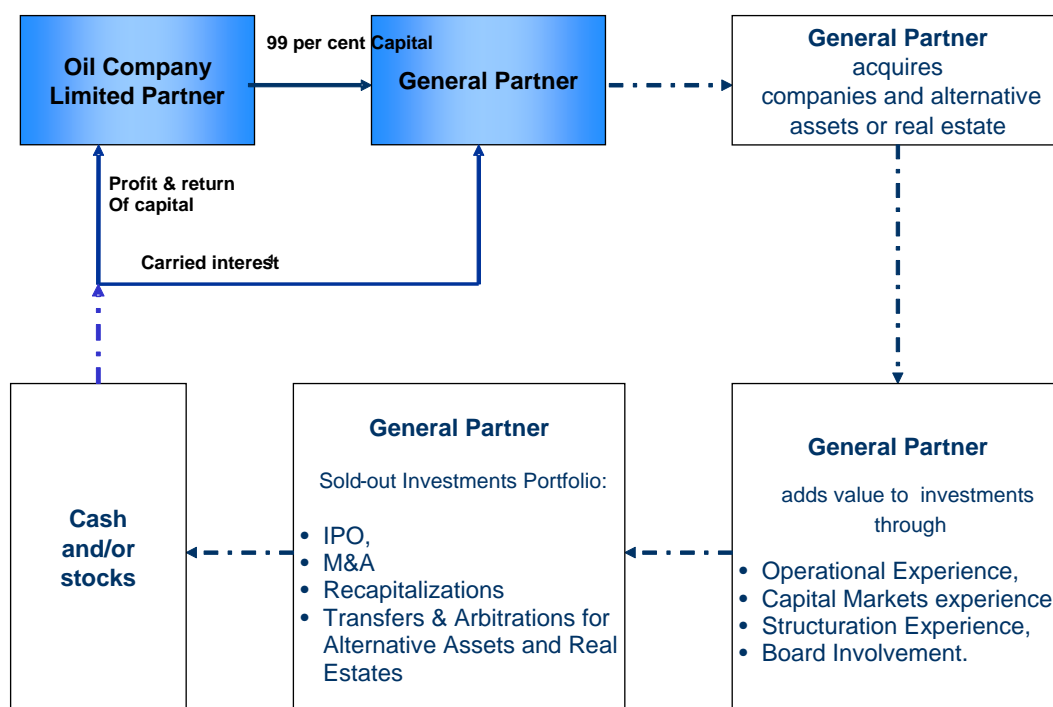 Oil Company
Limited Partner
99 per cent Capital
General Partner
General Partner
acquires
companies and alternative
assets or real estate
Profit & return
Of capital
Carried interest
General Partner
adds value to investments
through
• Operational Experience,
• Capital Markets experience
• Structuration Experience,
• Board Involvement.
General Partner
Sold-out Investments Portfolio:
• IPO,
• M&A
• Recapitalizations
• Transfers & Arbitrations for
Alternative Assets and Real
Estates
Cash
and/or
stocks